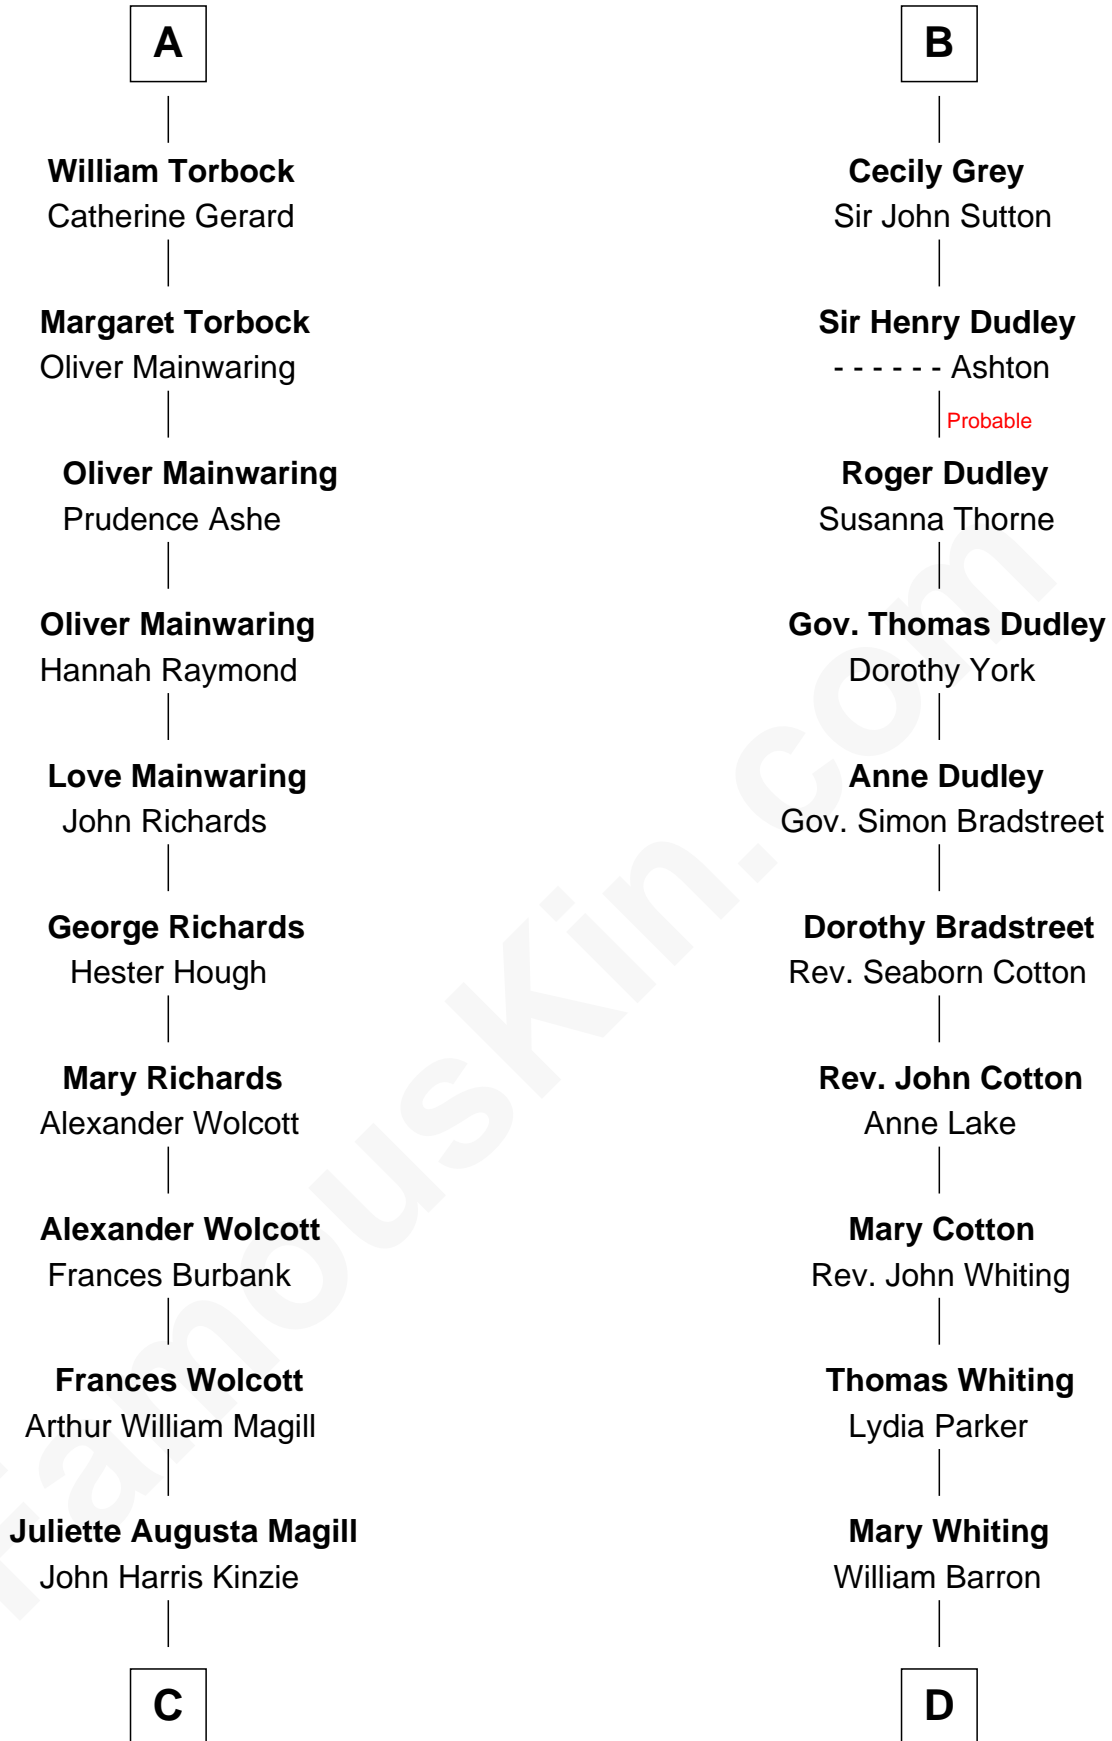 A
William Torbock
Catherine Gerard
Margaret Torbock
Oliver Mainwaring
Oliver Mainwaring
Prudence Ashe
Oliver Mainwaring
Hannah Raymond
Love Mainwaring
John Richards
George Richards
Hester Hough
Mary Richards
Alexander Wolcott
Alexander Wolcott
Frances Burbank
Frances Wolcott
Arthur William Magill
Juliette Augusta Magill
John Harris Kinzie
C
B
Cecily Grey
Sir John Sutton
Sir Henry Dudley
- - - - - - Ashton
Probable
Roger Dudley
Susanna Thorne
Gov. Thomas Dudley
Dorothy York
Anne Dudley
Gov. Simon Bradstreet
Dorothy Bradstreet
Rev. Seaborn Cotton
Rev. John Cotton
Anne Lake
Mary Cotton
Rev. John Whiting
Thomas Whiting
Lydia Parker
Mary Whiting
William Barron
D
FamousKin.com